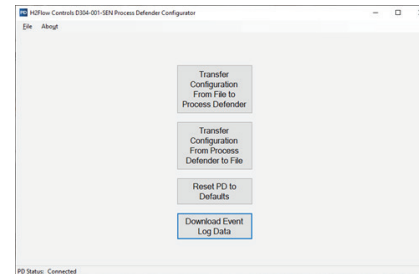 PD H2Flow Controls D304-001-SEN Process Defender Configurator
File About
Transfer
Configuration
From File to
Process Defender
Transfer
Configuration
From Process
Defender to File
Reset PD to
Defaults
Download Event
Log Data
PD Status: Connected